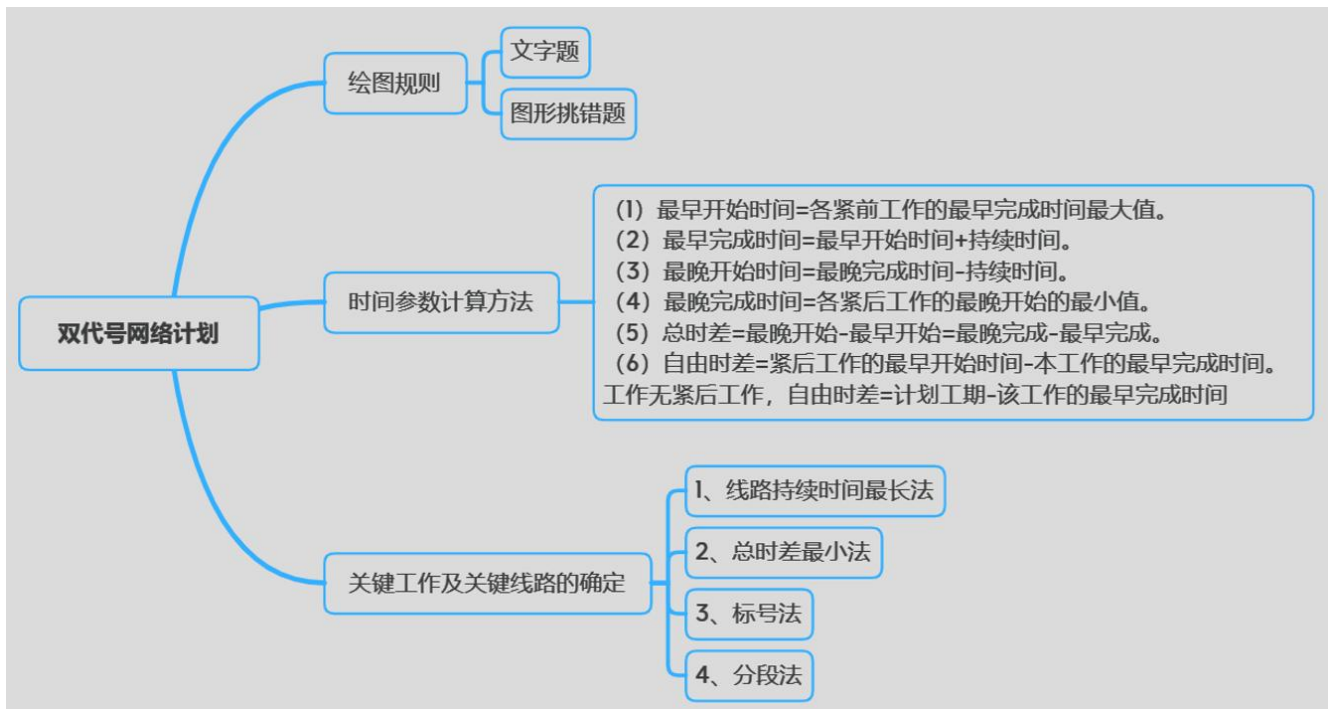 双代号网络计划
绘图规则
文字题
图形挑错题
时间参数计算方法
（1）最早开始时间=各紧前工作的最早完成时间最大值。
（2）最早完成时间=最早开始时间+持续时间。
（3）最晚开始时间=最晚完成时间-持续时间。
（4）最晚完成时间=各紧后工作的最晚开始的最小值。
（5）总时差=最晚开始-最早开始=最晚完成-最早完成。
（6）自由时差=紧后工作的最早开始时间-本工作的最早完成时间。
工作无紧后工作，自由时差=计划工期-该工作的最早完成时间
关键工作及关键线路的确定
1、线路持续时间最长法
2、总时差最小法
3、标号法
4、分段法